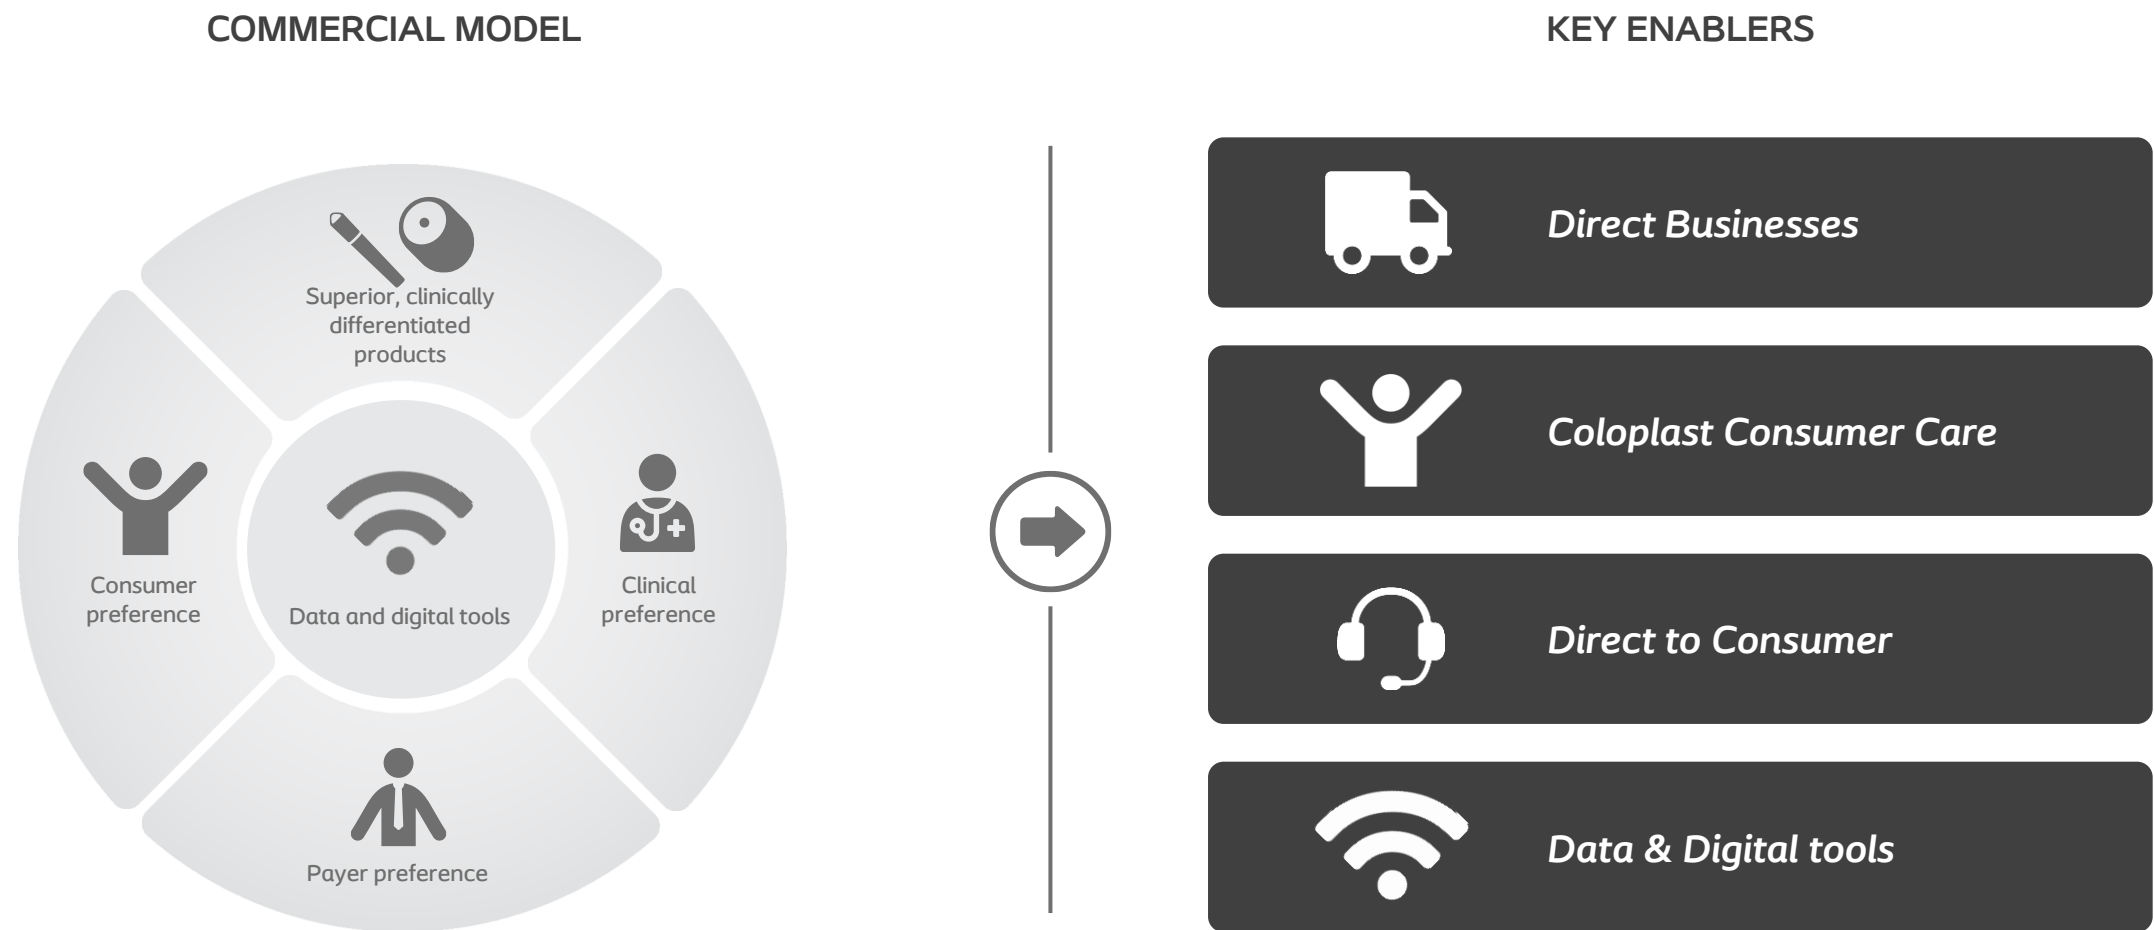 COMMERCIAL MODEL
KEY ENABLERS
Superior, clinically
differentiated
products
Consumer
preference
Data and digital tools
Clinical
preference
Payer preference
Direct Businesses
Coloplast Consumer Care
Direct to Consumer
Data & Digital tools